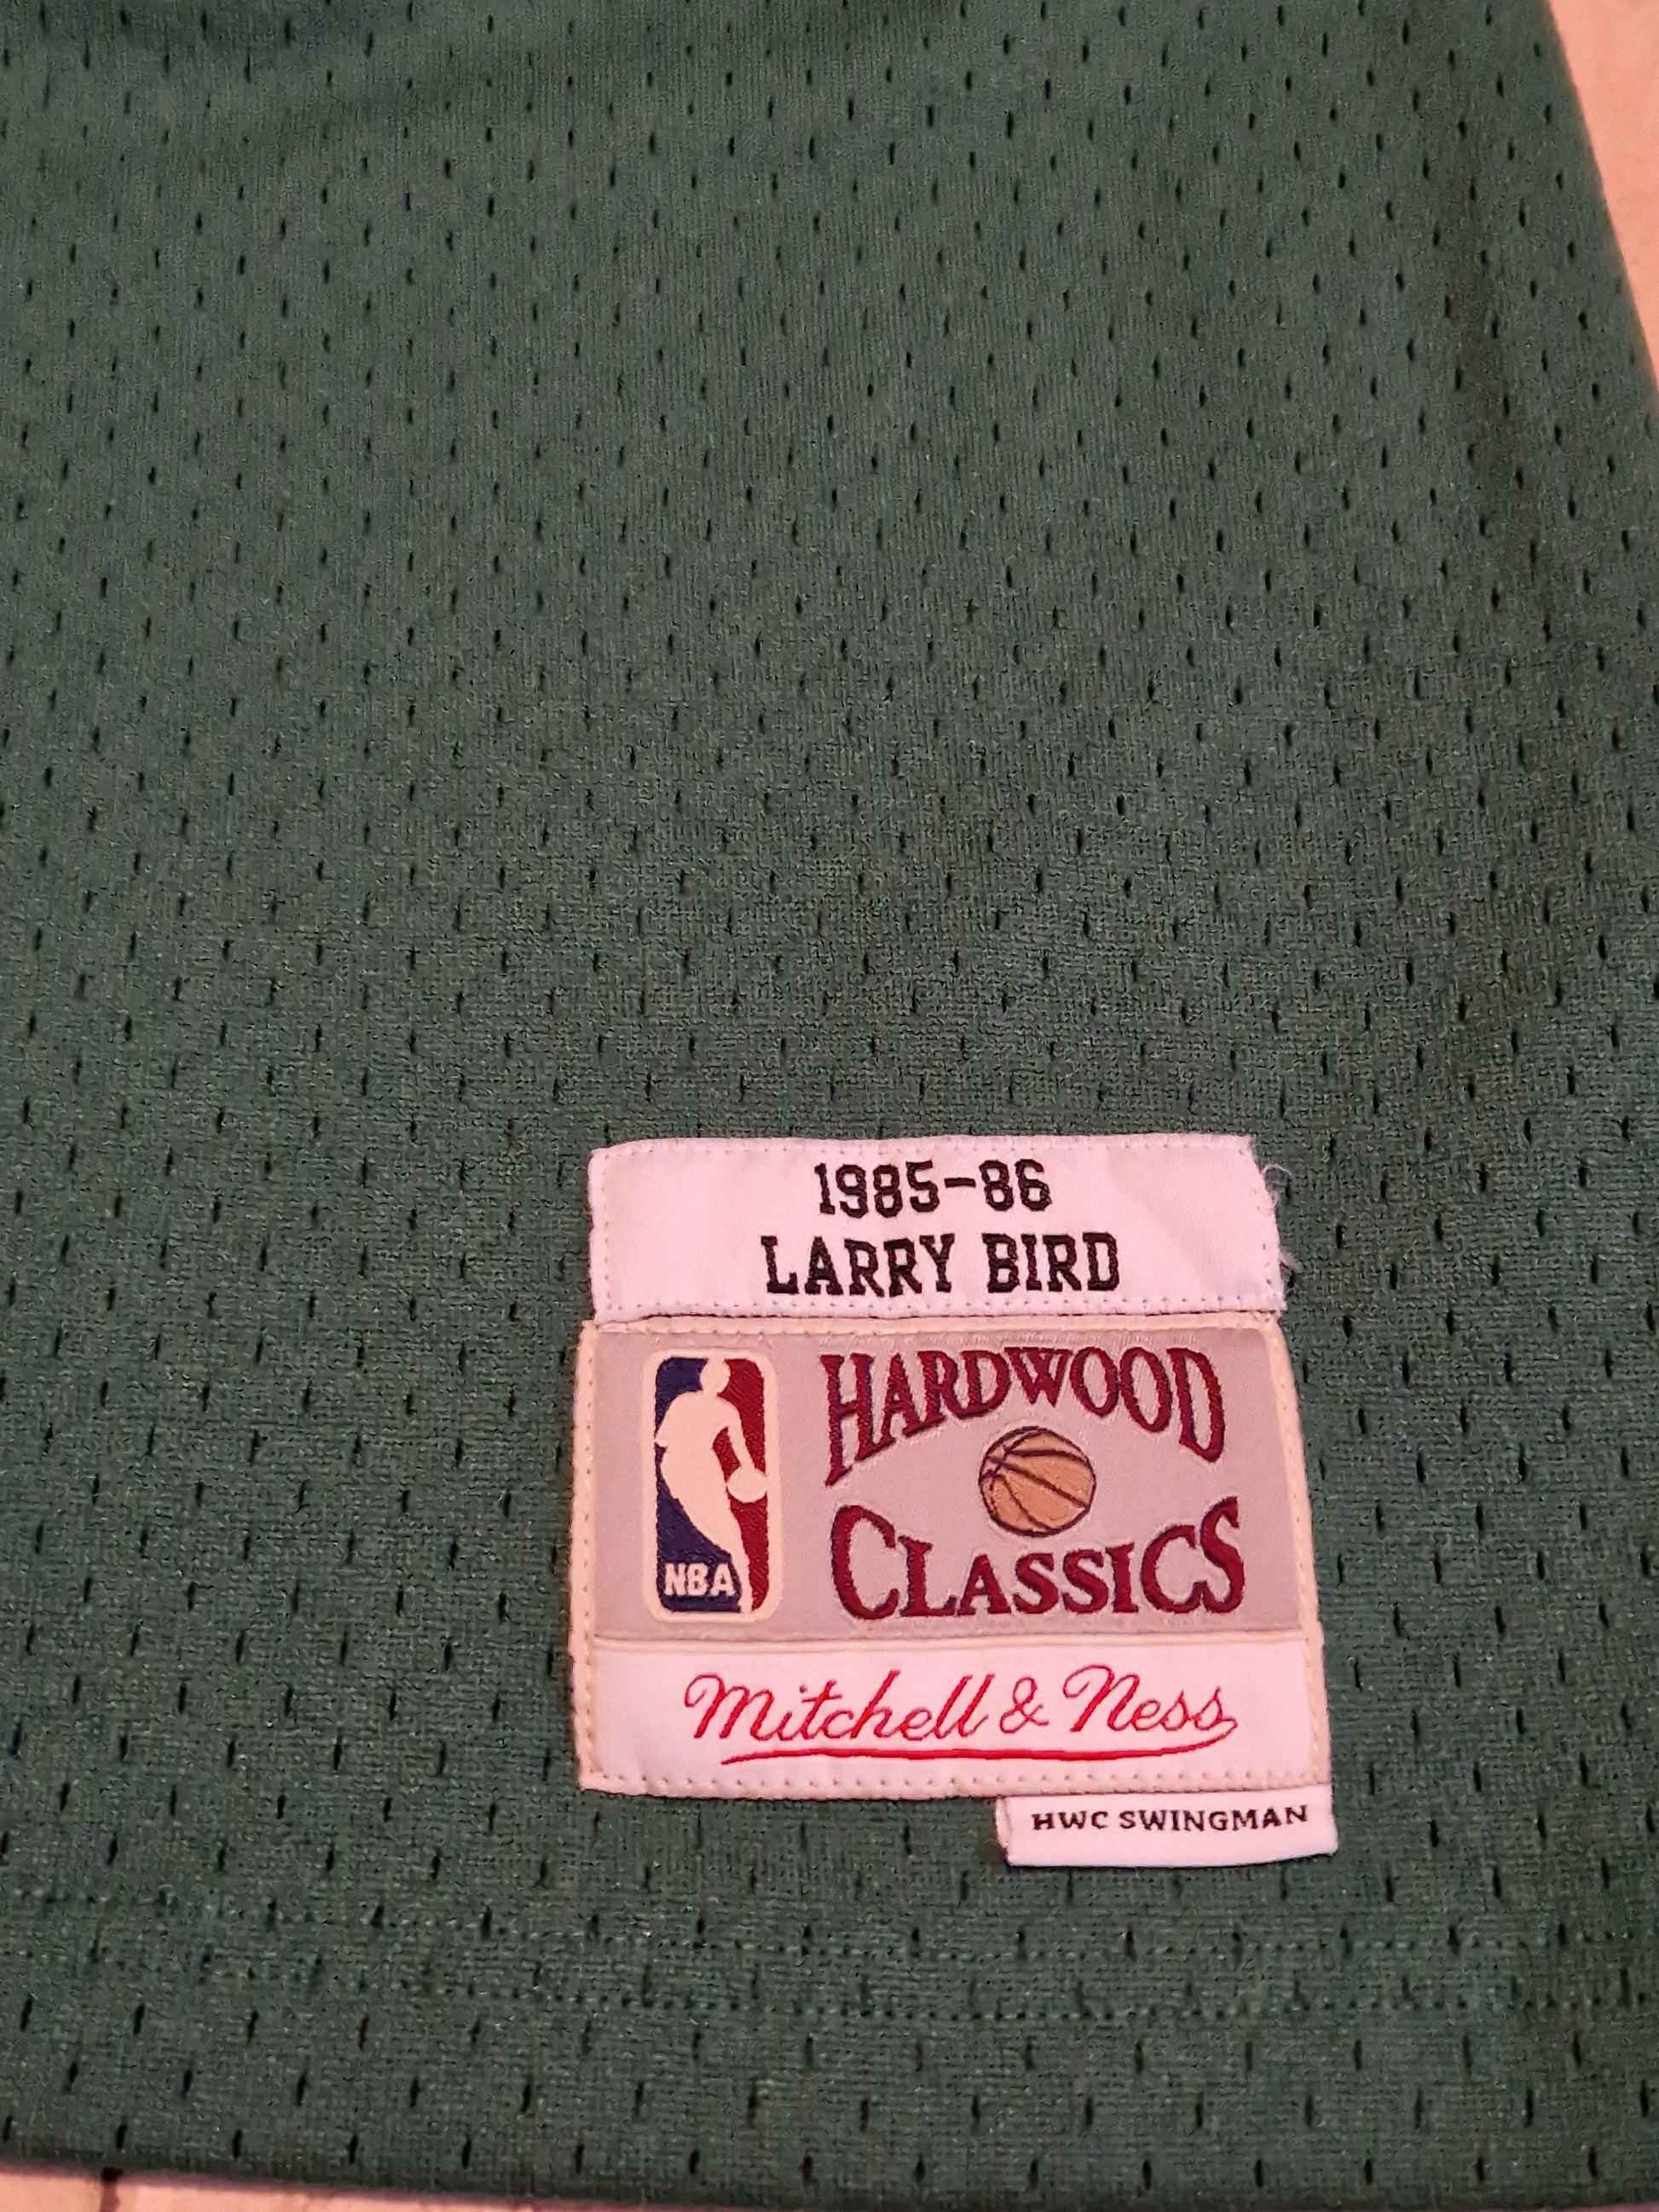 1985-86
LARRY BIRD
HARDWOOD
CLASSICS
NBA
Mitchell & Ness
HWC SWINGMAN